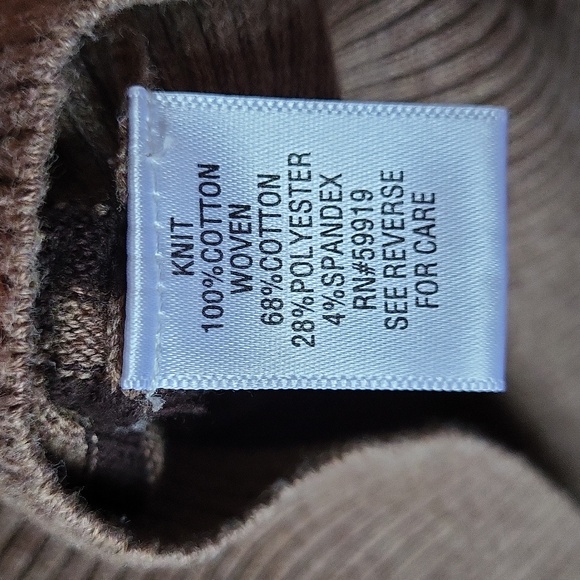 KNIT
100%COTTON
WOVEN
68%COTTON
28%POLYESTER
4%SPANDEX
RN#59919
SEE REVERSE
FOR CARE